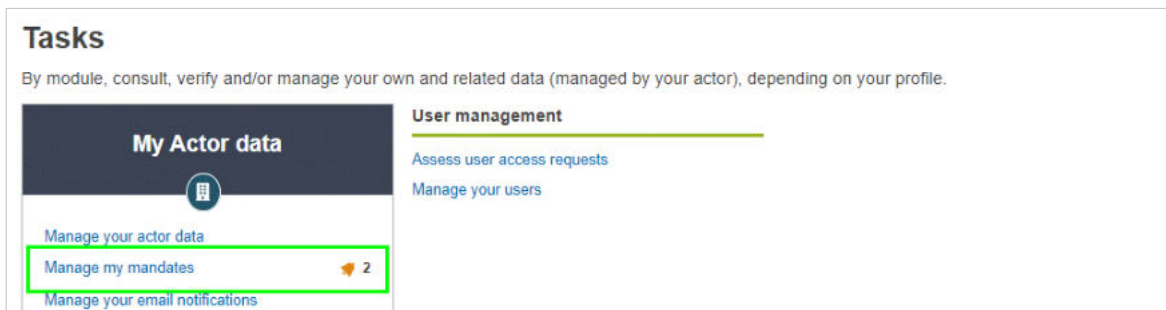 Tasks
By module, consult, verify and/or manage your own and related data (managed by your actor), depending on your profile.
My Actor data
Manage your actor data
Manage my mandates 2
Manage your email notifications
User management
Assess user access requests
Manage your users